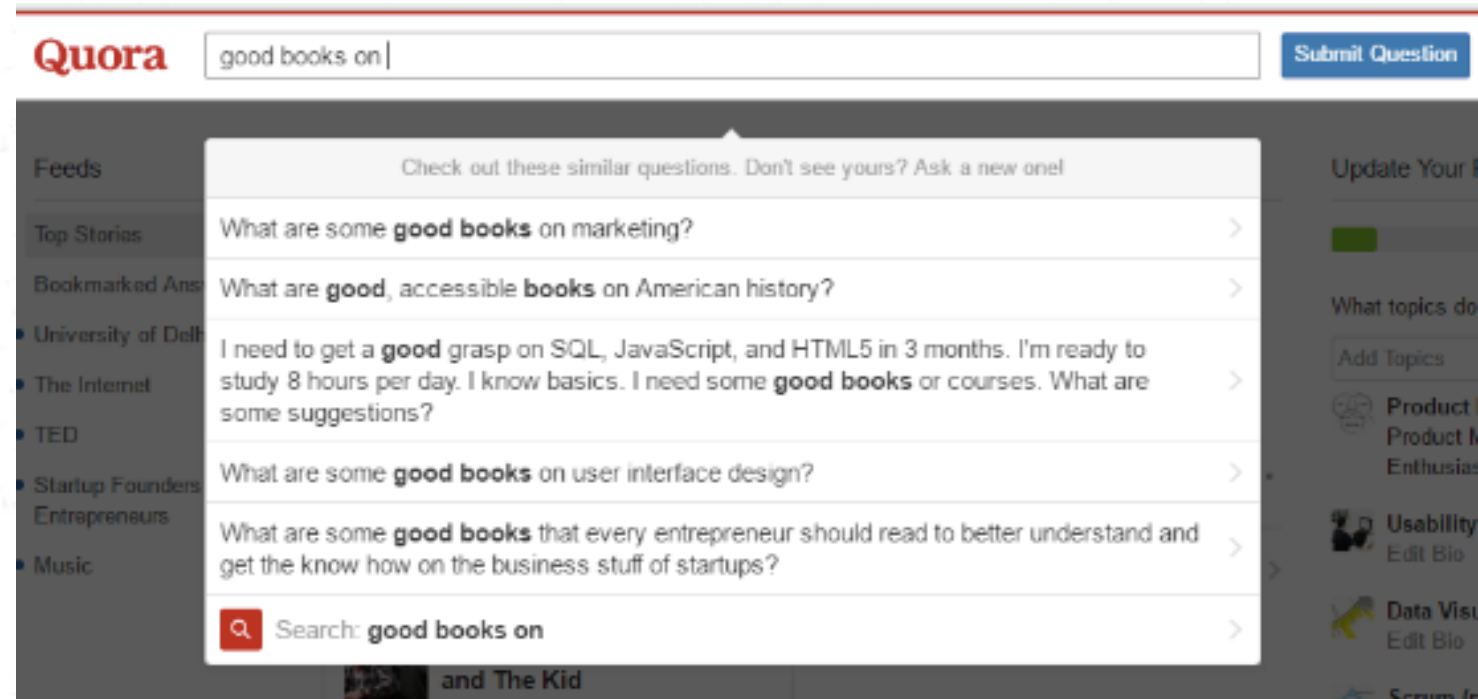 Quora
good books on
Submit Question
Check out these similar questions. Don't see yours? Ask a new one!
What are some good books on marketing?
What are good, accessible books on American history?
I need to get a good grasp on SQL, JavaScript, and HTML5 in 3 months. I'm ready to
study 8 hours per day. I know basics. I need some good books or courses. What are
some suggestions?
What are some good books on user interface design?
What are some good books that every entrepreneur should read to better understand and
get the know how on the business stuff of startups?
Search: good books on
Feeds
Top Stories
Bookmarked Ans
University of Delh
The Internet
TED
Startup Founders
Entrepreneurs
Music
and The Kid
Update Your
What topics do
Add Topics
Product
Product M
Enthusias
Usability
Edit Bio
Data Visu
Edit Bio
Scrum